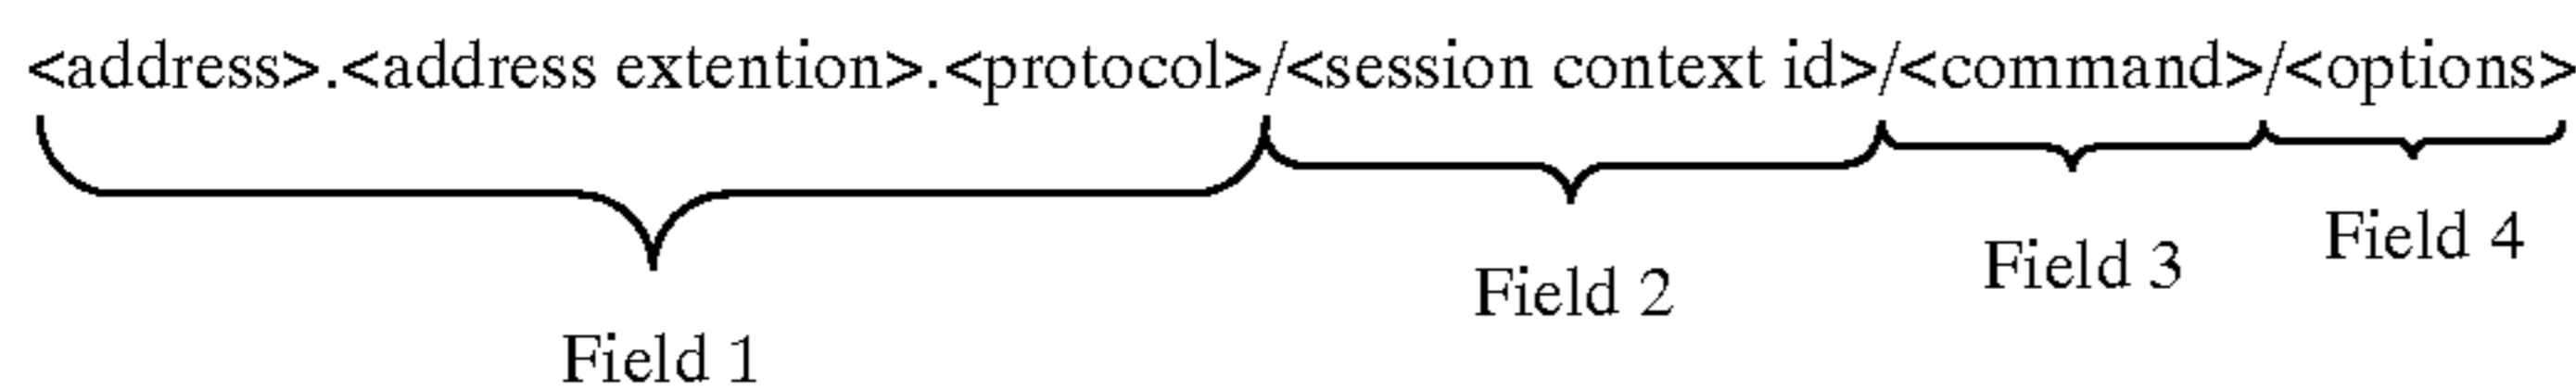 <address>.<address extention>.<protocol>/<session context id>/<command>/<options>
Field 1
Field 2
Field 3
Field 4